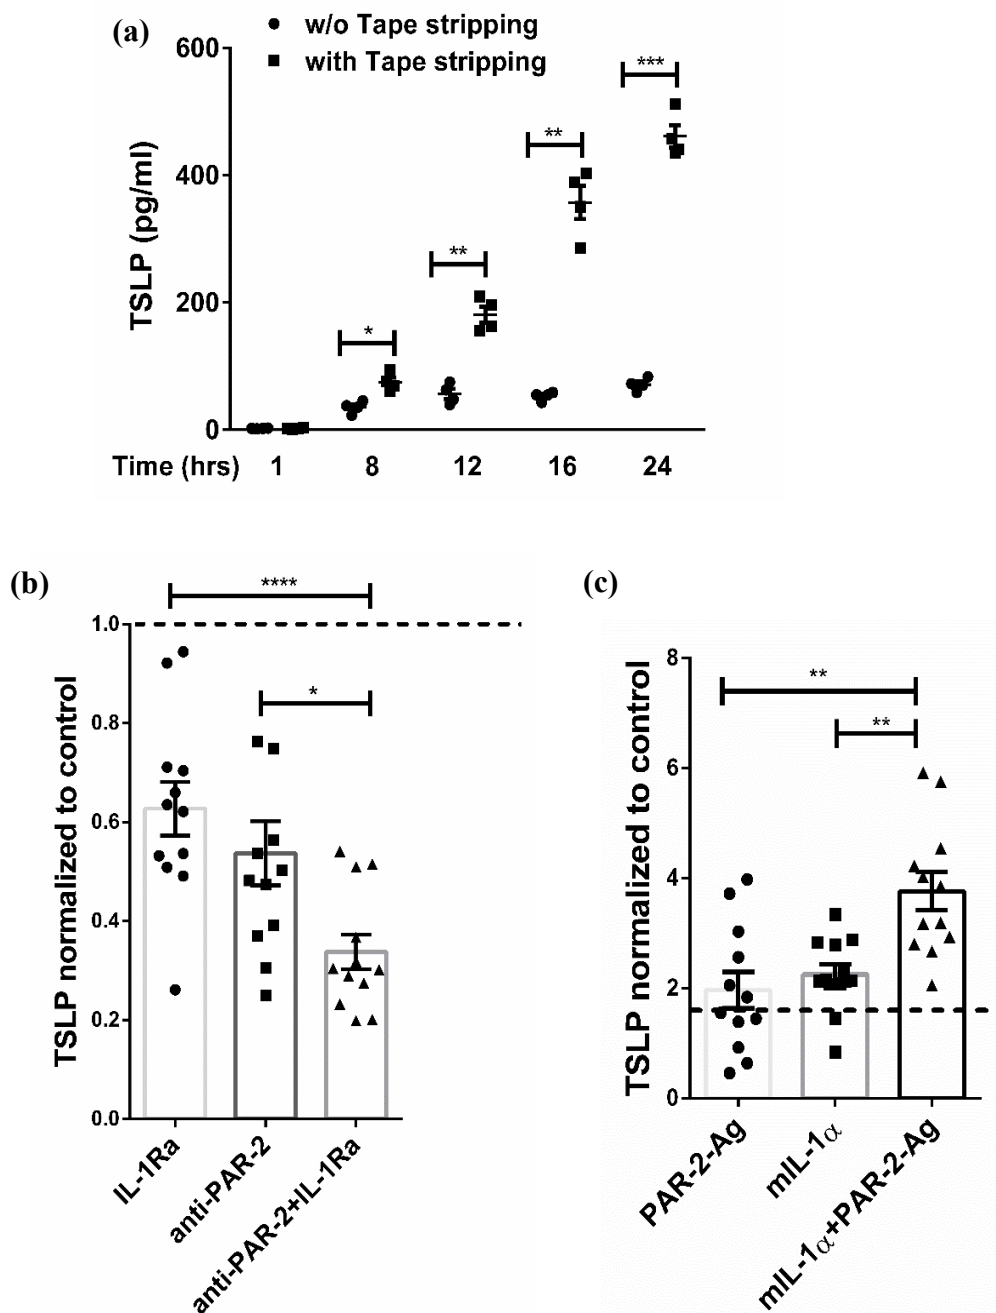 (a)
w/o Tape stripping
with Tape stripping
TSLP (pg/ml)
600
400
200
0
*
**
**
***
Time (hrs) 1 8 12 16 24
(b)
****
*
TSLP normalized to control
1.0
0.8
0.6
0.4
0.2
0.0
IL-1Ra
anti-PAR-2
anti-PAR-2+IL-1Ra
(c)
**
**
TSLP normalized to control
8
6
4
2
0
PAR-2-Ag
mIL-1α
mIL-1α+PAR-2-Ag